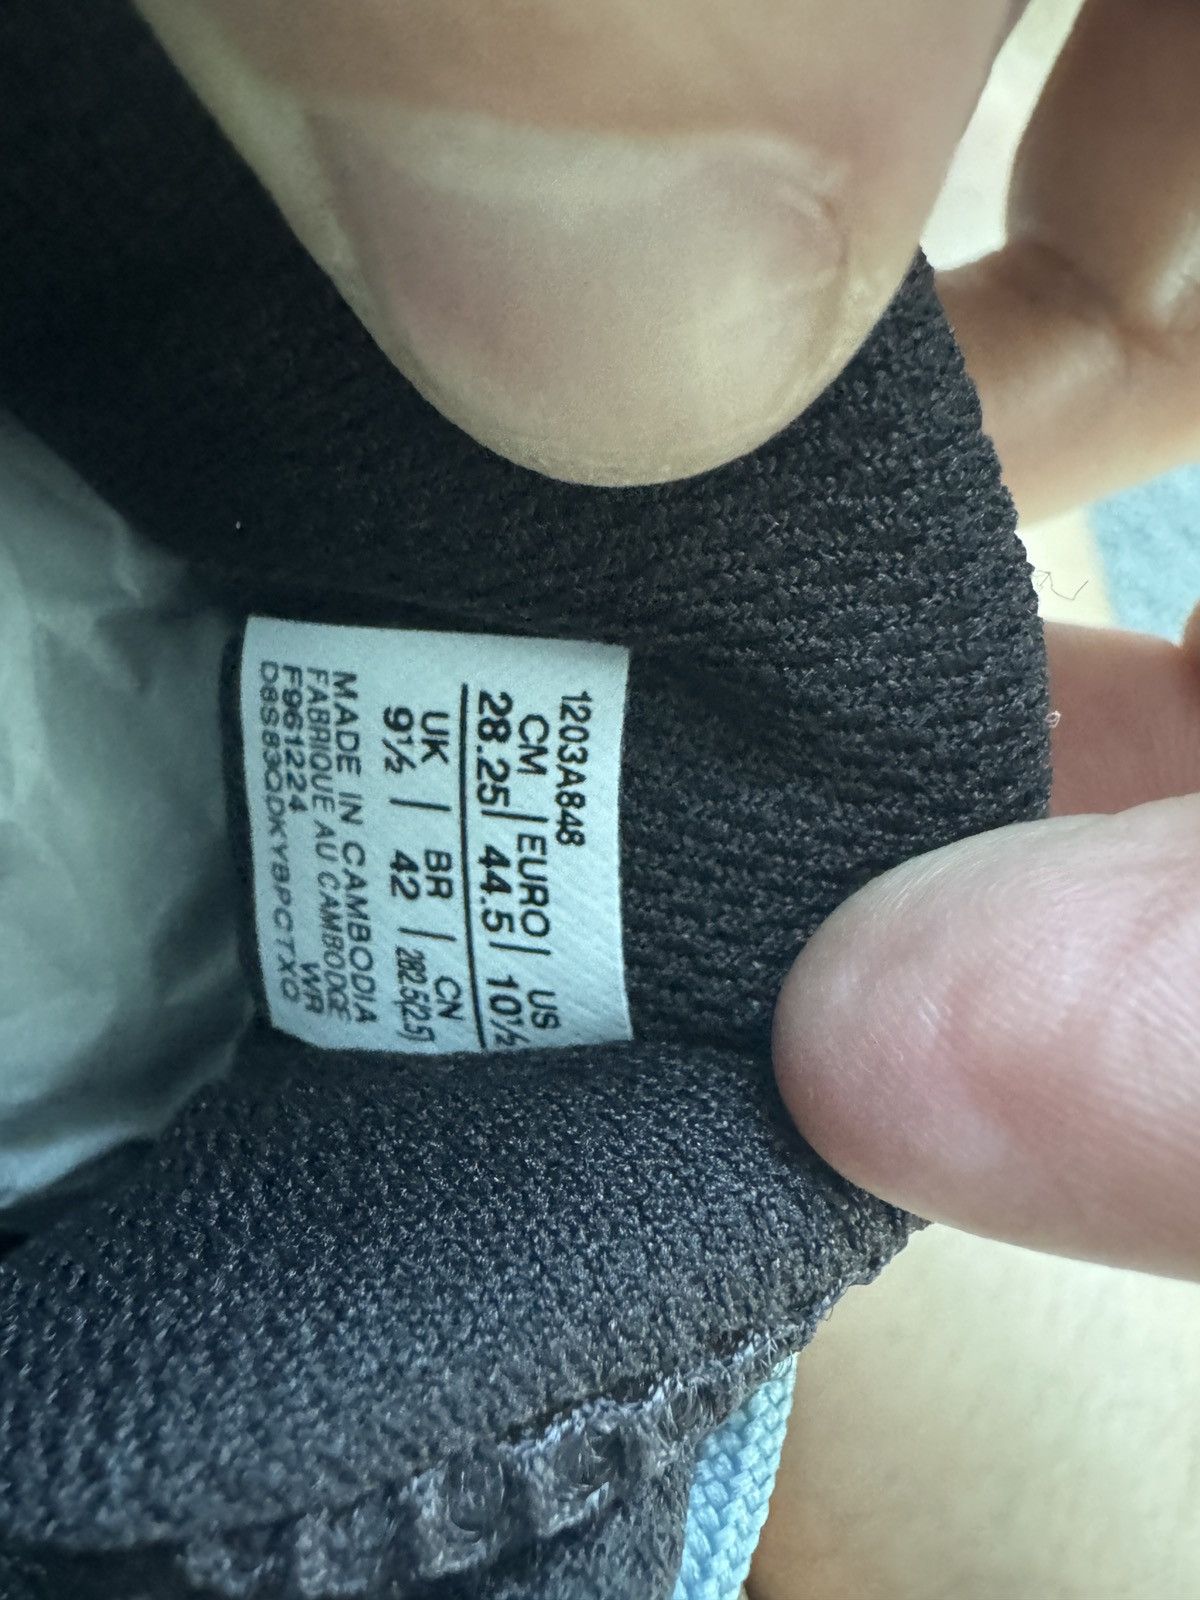 1203A848
CM | EURO | US
28.25 | 44.5 | 10½
UK | BR | CN
9½ | 42 | 282.5(2.5)
MADE IN CAMBODIA
FABRIQUE AU CAMBODGE
F961224 WR